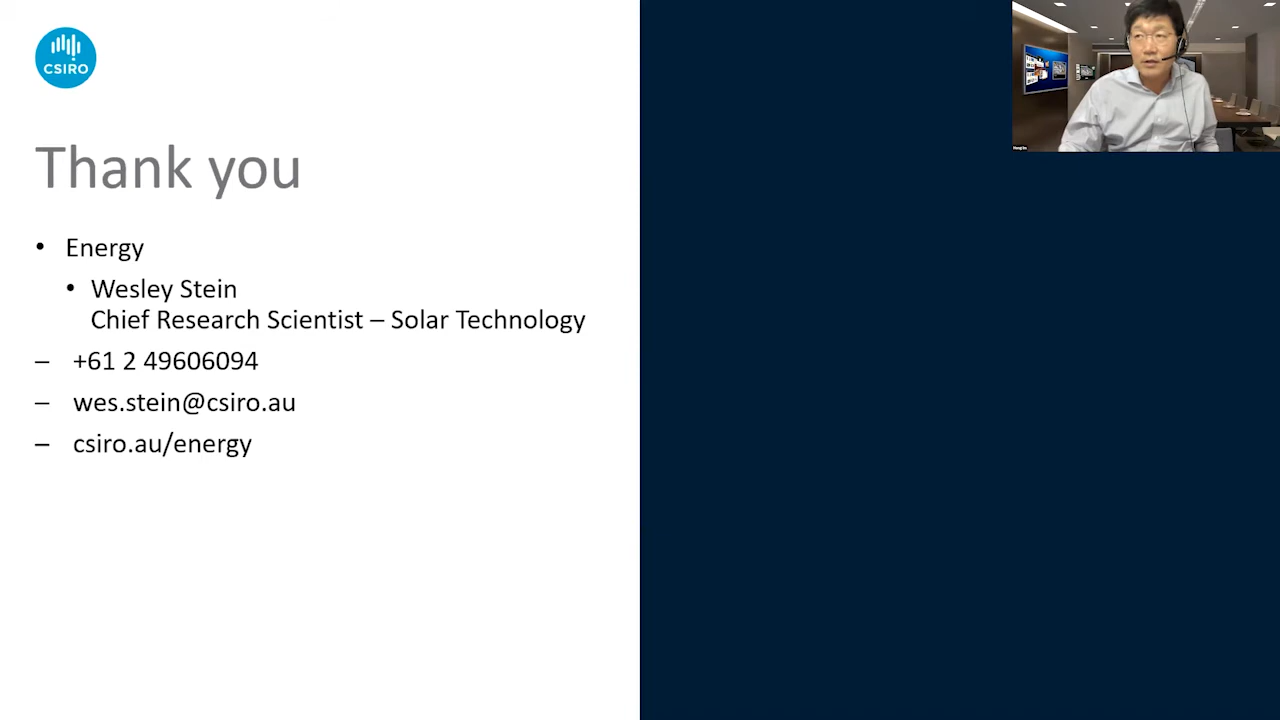 CSIRO
Thank you
• Energy
• Wesley Stein
Chief Research Scientist – Solar Technology
– +61 2 49606094
– wes.stein@csiro.au
– csiro.au/energy